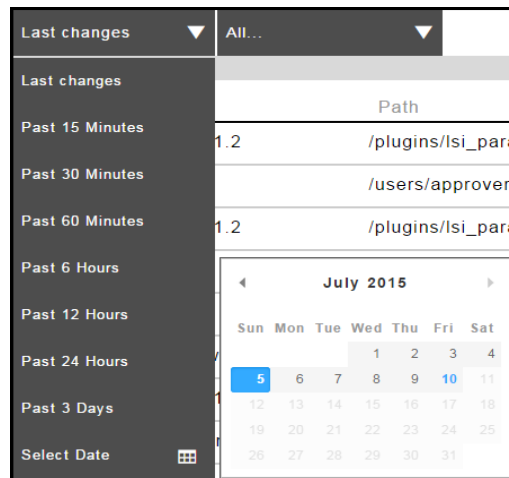 Last changes
All...
Last changes
Past 15 Minutes
Past 30 Minutes
Past 60 Minutes
Past 6 Hours
Past 12 Hours
Past 24 Hours
Past 3 Days
Select Date
Path
1.2 /plugins/lsi_para
/users/approver
1.2 /plugins/lsi_para
July 2015
Sun Mon Tue Wed Thu Fri Sat
1 2 3 4
5 6 7 8 9 10 11
12 13 14 15 16 17 18
19 20 21 22 23 24 25
26 27 28 29 30 31